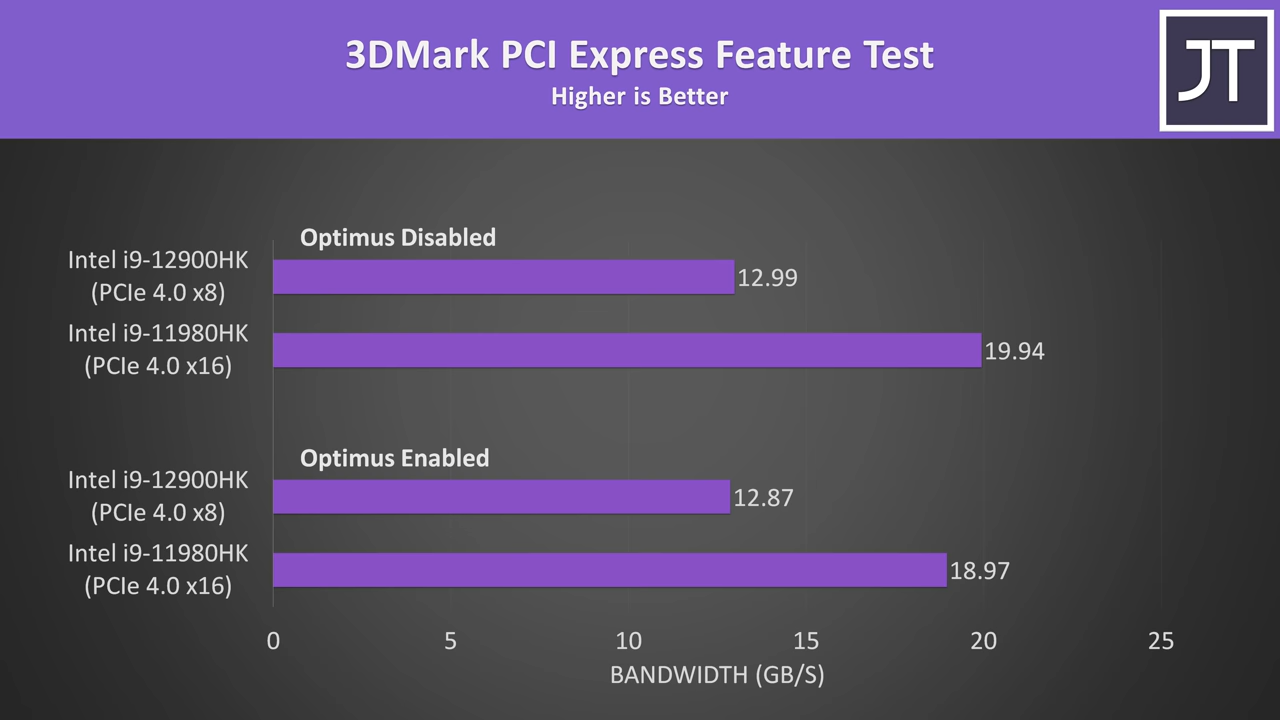 3DMark PCI Express Feature Test
Higher is Better
JT
Optimus Disabled
Intel i9-12900HK
(PCIe 4.0 x8)
12.99
Intel i9-11980HK
(PCIe 4.0 x16)
19.94
Optimus Enabled
Intel i9-12900HK
(PCIe 4.0 x8)
12.87
Intel i9-11980HK
(PCIe 4.0 x16)
18.97
0 5 10 15 20 25
BANDWIDTH (GB/S)